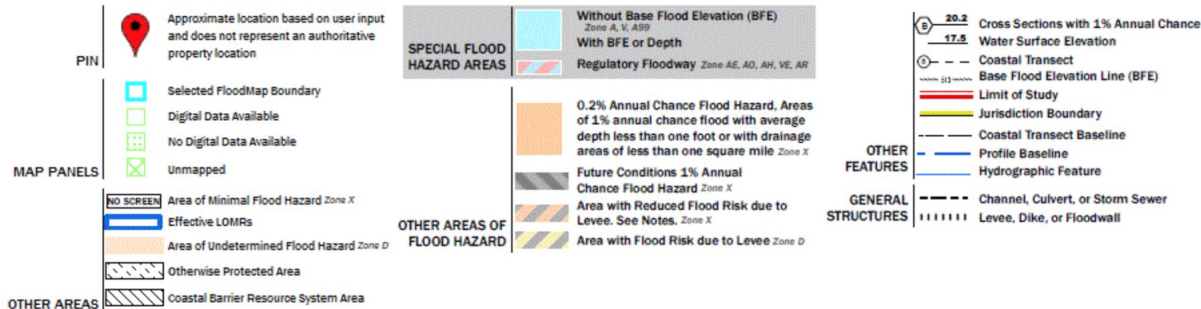 PIN
Approximate location based on user input
and does not represent an authoritative
property location
MAP PANELS
Selected FloodMap Boundary
Digital Data Available
No Digital Data Available
Unmapped
OTHER AREAS
NO SCREEN Area of Minimal Flood Hazard Zone X
Effective LOMRs
Area of Undetermined Flood Hazard Zone D
Otherwise Protected Area
Coastal Barrier Resource System Area
SPECIAL FLOOD
HAZARD AREAS
Without Base Flood Elevation (BFE)
Zone A, V, A99
With BFE or Depth
Regulatory Floodway Zone AE, AO, AH, VE, AR
OTHER AREAS OF
FLOOD HAZARD
0.2% Annual Chance Flood Hazard, Areas
of 1% annual chance flood with average
depth less than one foot or with drainage
areas of less than one square mile Zone X
Future Conditions 1% Annual
Chance Flood Hazard Zone X
Area with Reduced Flood Risk due to
Levee. See Notes. Zone X
Area with Flood Risk due to Levee Zone D
OTHER
FEATURES
B 20.2 Cross Sections with 1% Annual Chance
17.5 Water Surface Elevation
8 Coastal Transect
513 Base Flood Elevation Line (BFE)
Limit of Study
Jurisdiction Boundary
Coastal Transect Baseline
Profile Baseline
Hydrographic Feature
GENERAL
STRUCTURES
Channel, Culvert, or Storm Sewer
Levee, Dike, or Floodwall